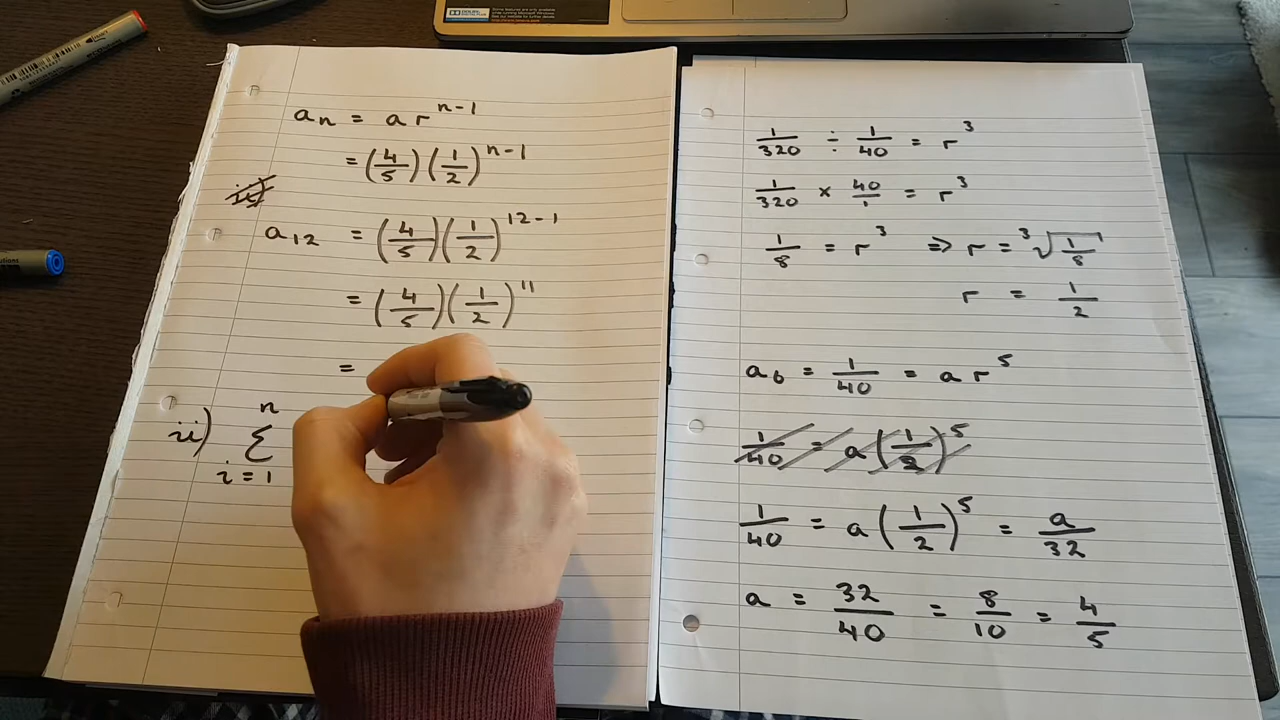 aₙ = a r^(n-1)
= (4/5)(1/2)^(n-1)
a₁₂ = (4/5)(1/2)^(12-1)
= (4/5)(1/2)^11
=
ii) n Σ i=1
1/320 ÷ 1/40 = r³
1/320 × 40/1 = r³
1/8 = r³ ⇒ r = ³√(1/8)
r = 1/2
a₆ = 1/40 = a r⁵
1/40 = a(1/2)⁵
1/40 = a(1/2)⁵ = a/32
a = 32/40 = 8/10 = 4/5